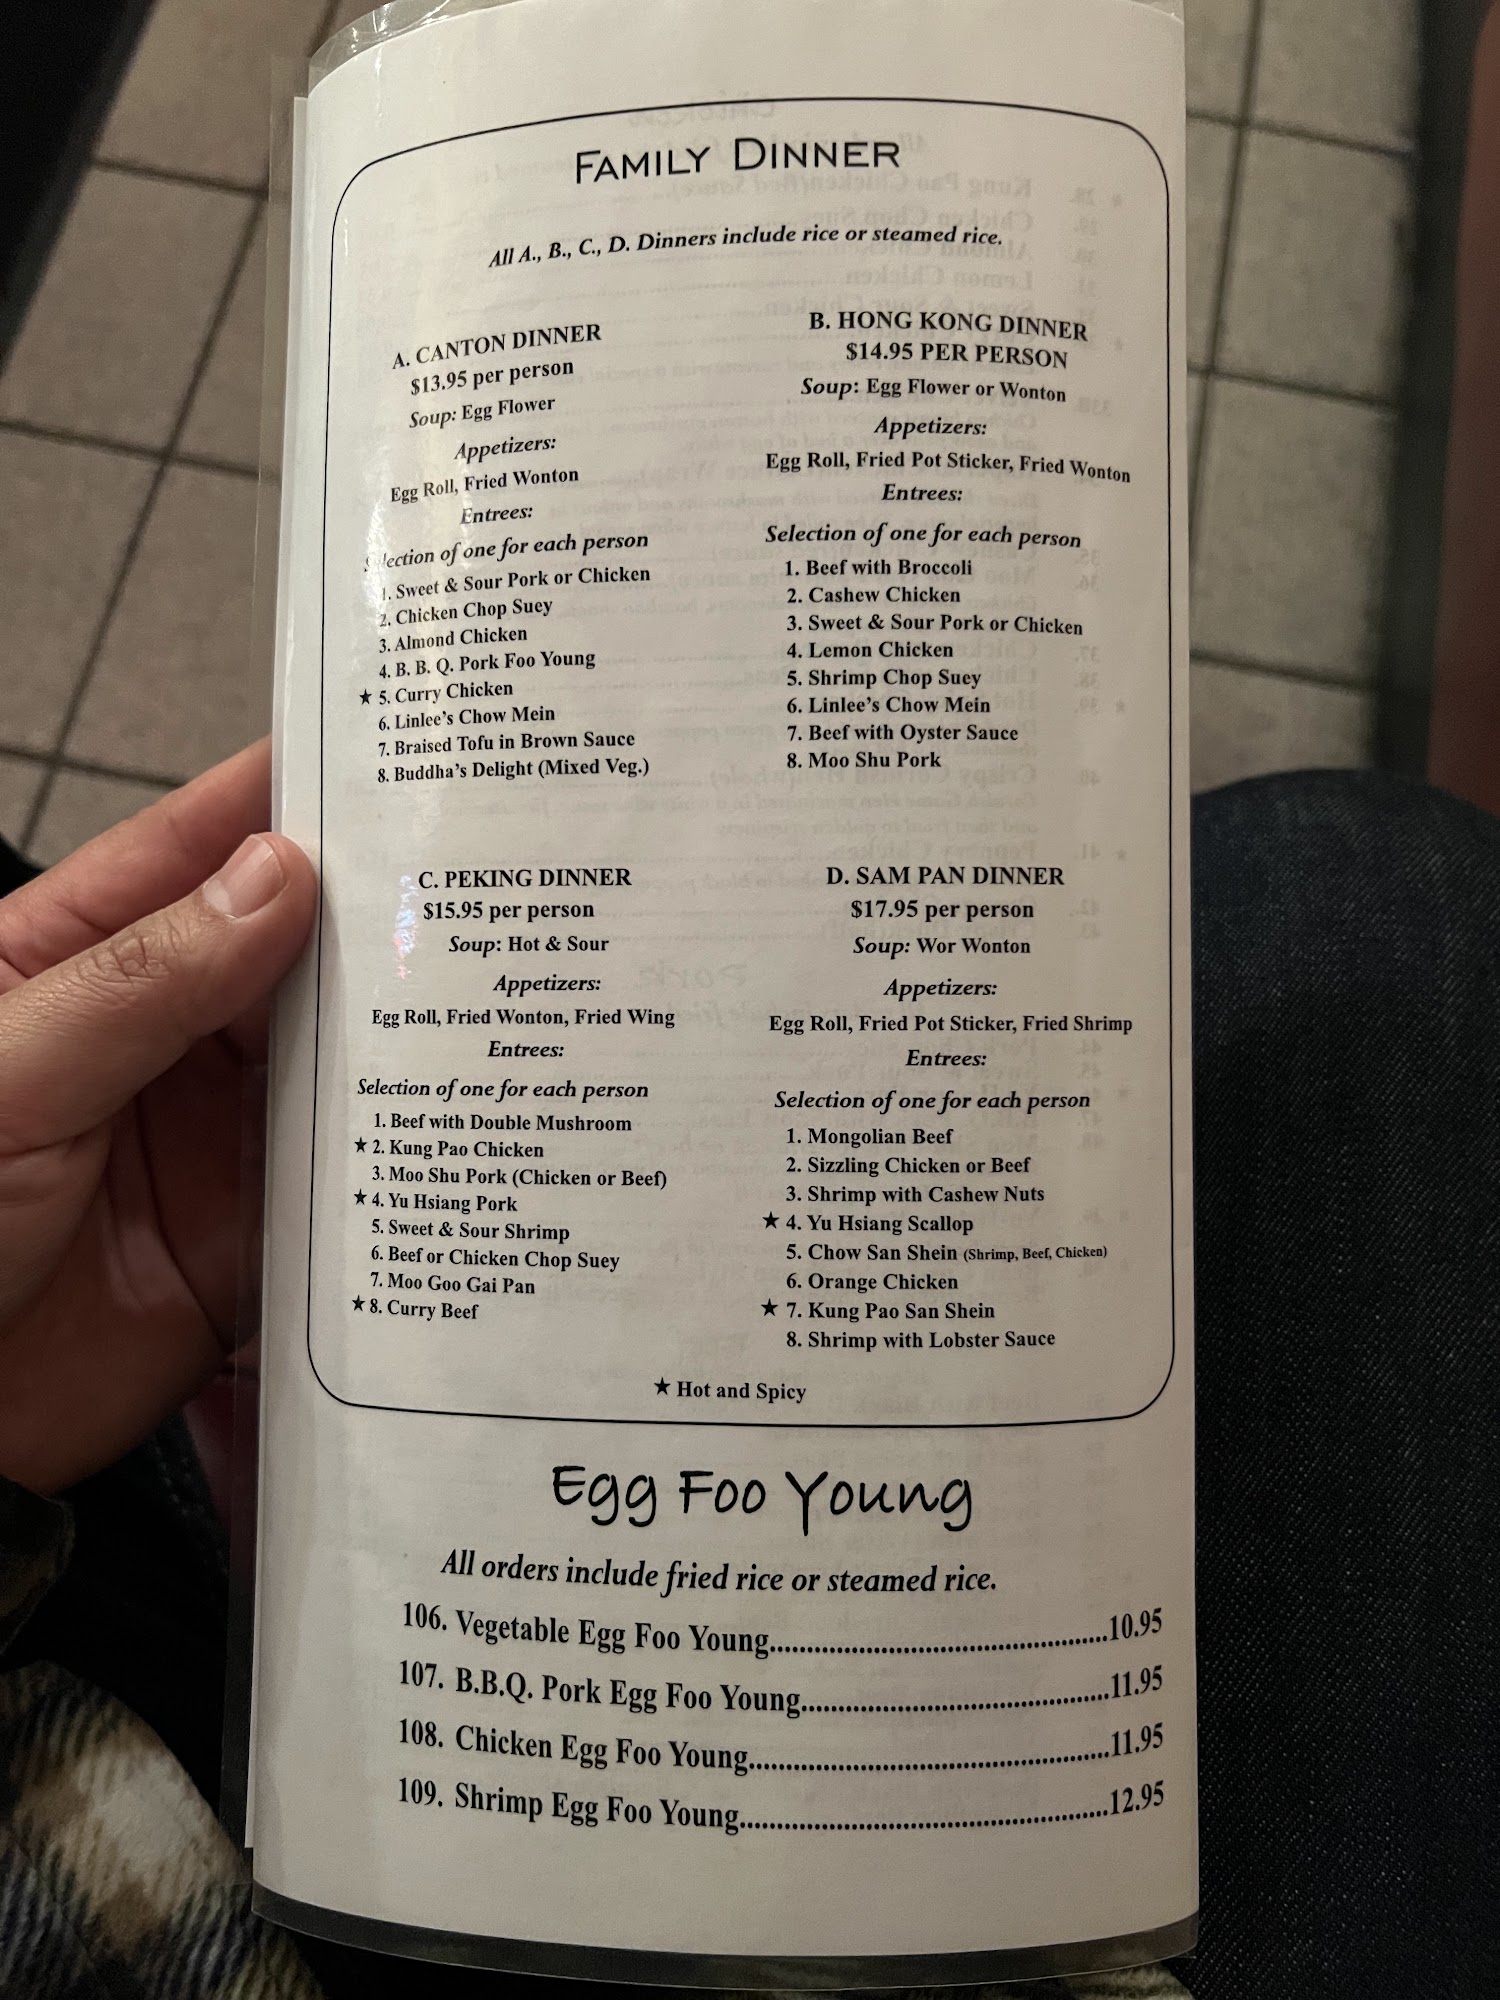 FAMILY DINNER
All A., B., C., D. Dinners include rice or steamed rice.
A. CANTON DINNER
$13.95 per person
Soup: Egg Flower
Appetizers:
Egg Roll, Fried Wonton
Entrees:
Selection of one for each person
1. Sweet & Sour Pork or Chicken
2. Chicken Chop Suey
3. Almond Chicken
4. B. B. Q. Pork Foo Young
★ 5. Curry Chicken
6. Linlee's Chow Mein
7. Braised Tofu in Brown Sauce
8. Buddha's Delight (Mixed Veg.)
B. HONG KONG DINNER
$14.95 PER PERSON
Soup: Egg Flower or Wonton
Appetizers:
Egg Roll, Fried Pot Sticker, Fried Wonton
Entrees:
Selection of one for each person
1. Beef with Broccoli
2. Cashew Chicken
3. Sweet & Sour Pork or Chicken
4. Lemon Chicken
5. Shrimp Chop Suey
6. Linlee's Chow Mein
7. Beef with Oyster Sauce
8. Moo Shu Pork
C. PEKING DINNER
$15.95 per person
Soup: Hot & Sour
Appetizers:
Egg Roll, Fried Wonton, Fried Wing
Entrees:
Selection of one for each person
1. Beef with Double Mushroom
★ 2. Kung Pao Chicken
3. Moo Shu Pork (Chicken or Beef)
★ 4. Yu Hsiang Pork
5. Sweet & Sour Shrimp
6. Beef or Chicken Chop Suey
7. Moo Goo Gai Pan
★ 8. Curry Beef
D. SAM PAN DINNER
$17.95 per person
Soup: Wor Wonton
Appetizers:
Egg Roll, Fried Pot Sticker, Fried Shrimp
Entrees:
Selection of one for each person
1. Mongolian Beef
2. Sizzling Chicken or Beef
3. Shrimp with Cashew Nuts
★ 4. Yu Hsiang Scallop
5. Chow San Shein (Shrimp, Beef, Chicken)
6. Orange Chicken
★ 7. Kung Pao San Shein
8. Shrimp with Lobster Sauce
★ Hot and Spicy
Egg Foo Young
All orders include fried rice or steamed rice.
106. Vegetable Egg Foo Young..........10.95
107. B.B.Q. Pork Egg Foo Young..........11.95
108. Chicken Egg Foo Young..........11.95
109. Shrimp Egg Foo Young..........12.95